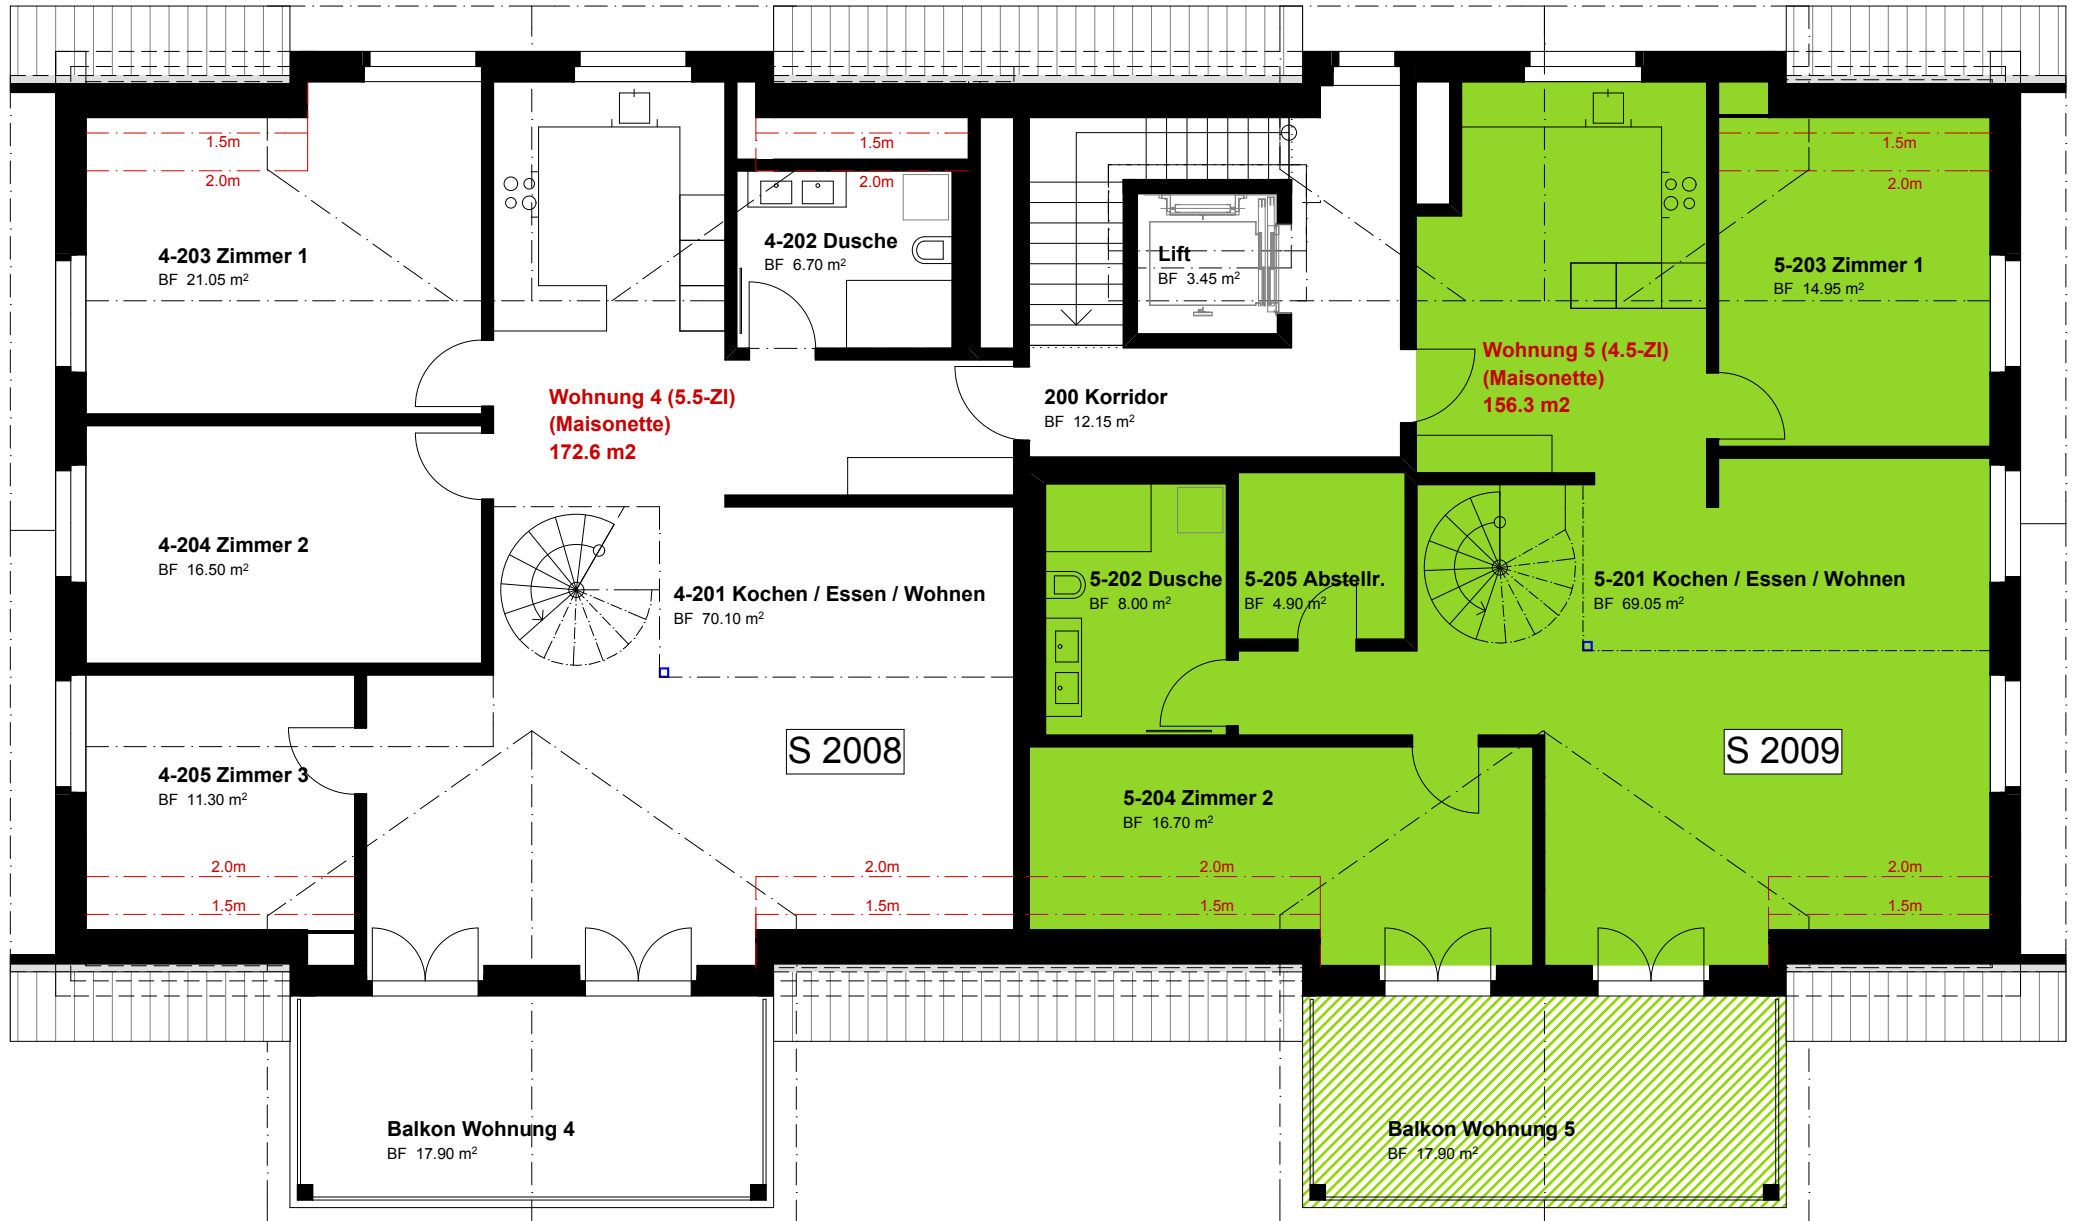 1.5m
2.0m
4-203 Zimmer 1
BF 21.05 m²
1.5m
2.0m
4-202 Dusche
BF 6.70 m²
Lift
BF 3.45 m²
1.5m
2.0m
5-203 Zimmer 1
BF 14.95 m²
Wohnung 4 (5.5-ZI)
(Maisonette)
172.6 m2
200 Korridor
BF 12.15 m²
Wohnung 5 (4.5-ZI)
(Maisonette)
156.3 m2
4-204 Zimmer 2
BF 16.50 m²
4-201 Kochen / Essen / Wohnen
BF 70.10 m²
5-202 Dusche
BF 8.00 m²
5-205 Abstellr.
BF 4.90 m²
5-201 Kochen / Essen / Wohnen
BF 69.05 m²
4-205 Zimmer 3
BF 11.30 m²
S 2008
5-204 Zimmer 2
BF 16.70 m²
S 2009
2.0m
1.5m
2.0m
1.5m
2.0m
1.5m
2.0m
1.5m
Balkon Wohnung 4
BF 17.90 m²
Balkon Wohnung 5
BF 17.90 m²